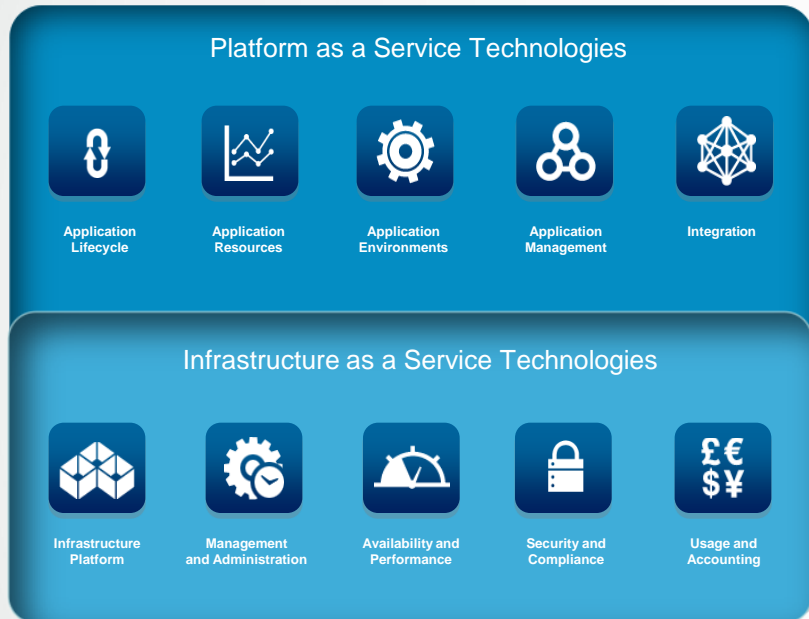 Platform as a Service Technologies
Application
Lifecycle
Application
Resources
Application
Environments
Application
Management
Integration
Infrastructure as a Service Technologies
£€
$¥
Infrastructure
Platform
Management
and Administration
Availability and
Performance
Security and
Compliance
Usage and
Accounting